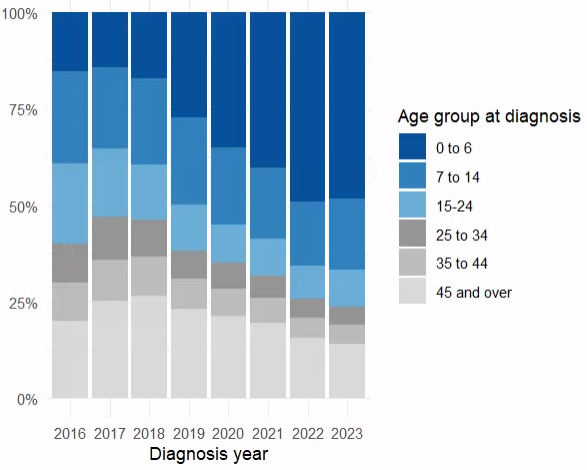 100%
75%
50%
25%
0%
2016 2017 2018 2019 2020 2021 2022 2023
Diagnosis year
Age group at diagnosis
0 to 6
7 to 14
15-24
25 to 34
35 to 44
45 and over